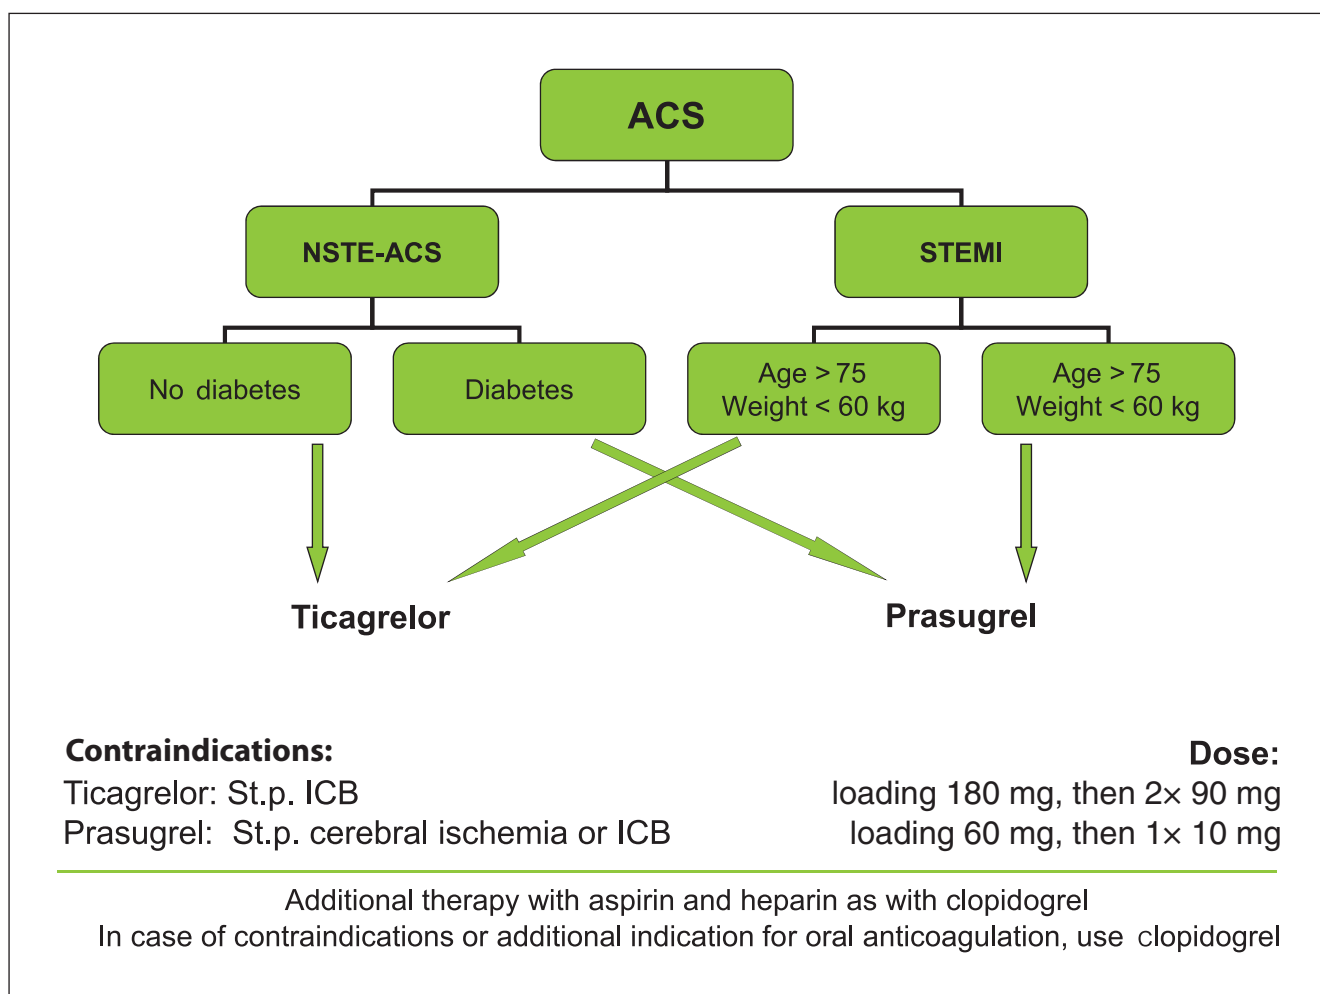 ACS
NSTE-ACS
STEMI
No diabetes
Diabetes
Age > 75
Weight < 60 kg
Age > 75
Weight < 60 kg
Ticagrelor
Prasugrel
Contraindications:
Dose:
Ticagrelor: St.p. ICB
loading 180 mg, then 2× 90 mg
Prasugrel: St.p. cerebral ischemia or ICB
loading 60 mg, then 1× 10 mg
Additional therapy with aspirin and heparin as with clopidogrel
In case of contraindications or additional indication for oral anticoagulation, use clopidogrel